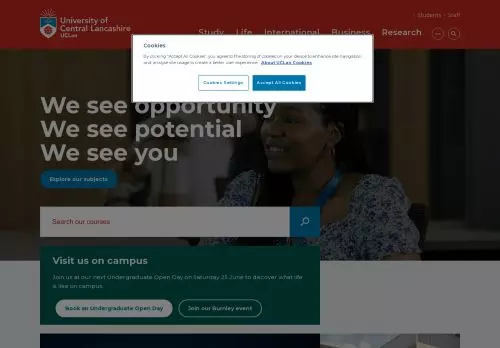 University of
Central Lancashire
UCLan
Students
Staff
Study Life International Business Research
Cookies
By clicking "Accept All Cookies", you agree to the storing of cookies on your device to enhance site navigation
and analyse site usage to create a better user experience. About UCLan Cookies
Cookies Settings
Accept All Cookies
We see opportunity
We see potential
We see you
Explore our subjects
Search our courses
Visit us on campus
Join us at our next Undergraduate Open Day on Saturday 25 June to discover what life
is like on campus.
Book an Undergraduate Open Day
Join our Burnley event